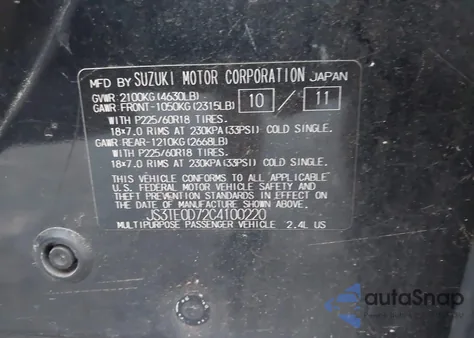 MFD BY SUZUKI MOTOR CORPORATION JAPAN
GVWR:2100KG(4630LB)
GAWR:FRONT-1050KG(2315LB) 10 / 11
WITH P225/60R18 TIRES.
18×7.0 RIMS AT 230KPA(33PSI) COLD SINGLE.
GAWR:REAR-1210KG(2668LB)
WITH P225/60R18 TIRES.
18×7.0 RIMS AT 230KPA(33PSI) COLD SINGLE.
THIS VEHICLE CONFORMS TO ALL APPLICABLE
U.S. FEDERAL MOTOR VEHICLE SAFETY AND
THEFT PREVENTION STANDARDS IN EFFECT ON
THE DATE OF MANUFACTURE SHOWN ABOVE.
JS3TE0D72C4100220
MULTIPURPOSE PASSENGER VEHICLE 2.4L US
autoSnap